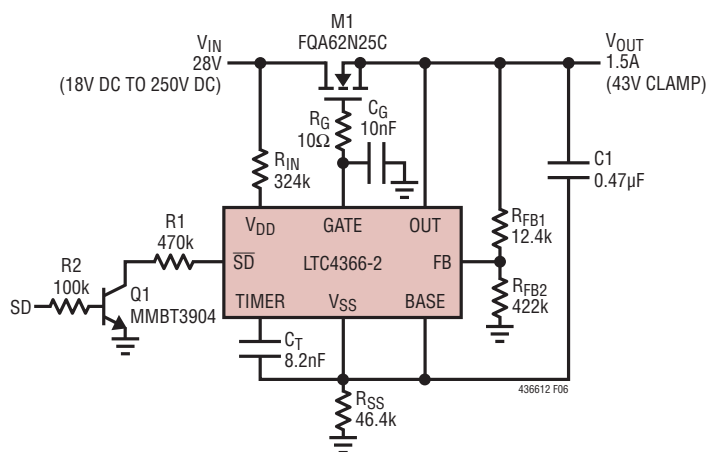 M1
FQA62N25C
VIN
28V
(18V DC TO 250V DC)
VOUT
1.5A
(43V CLAMP)
RG
10Ω
CG
10nF
RIN
324k
C1
0.47µF
R1
470k
VDD
GATE
OUT
RFB1
12.4k
R2
100k
SD
LTC4366-2
FB
SD
Q1
MMBT3904
TIMER
VSS
BASE
RFB2
422k
CT
8.2nF
436612 F06
RSS
46.4k